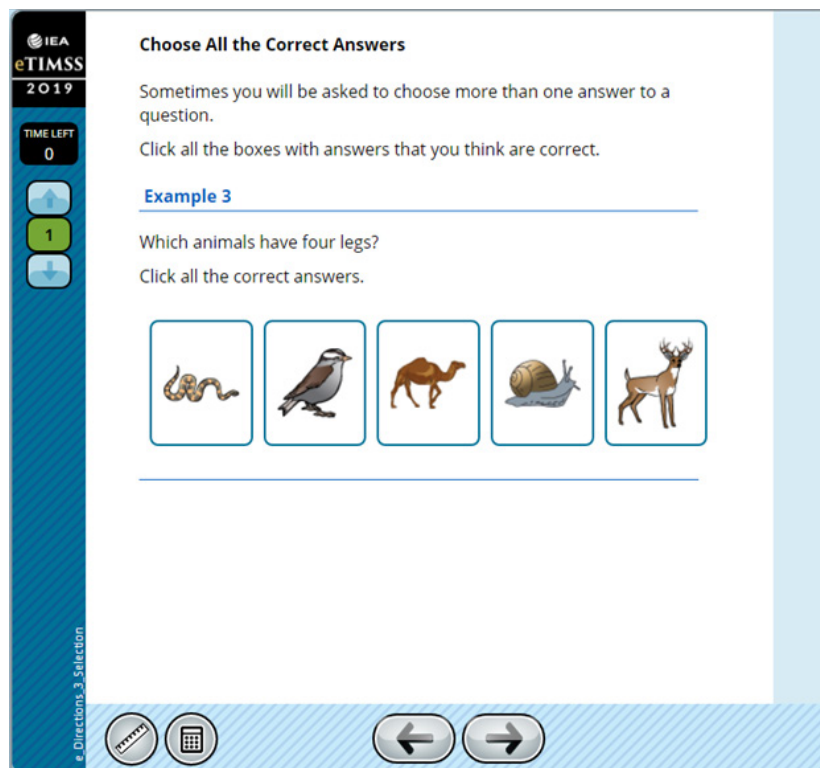 IEA
eTIMSS
2019
TIME LEFT
0
1
Choose All the Correct Answers
Sometimes you will be asked to choose more than one answer to a
question.
Click all the boxes with answers that you think are correct.
Example 3
Which animals have four legs?
Click all the correct answers.
e_Directions_3_Selection